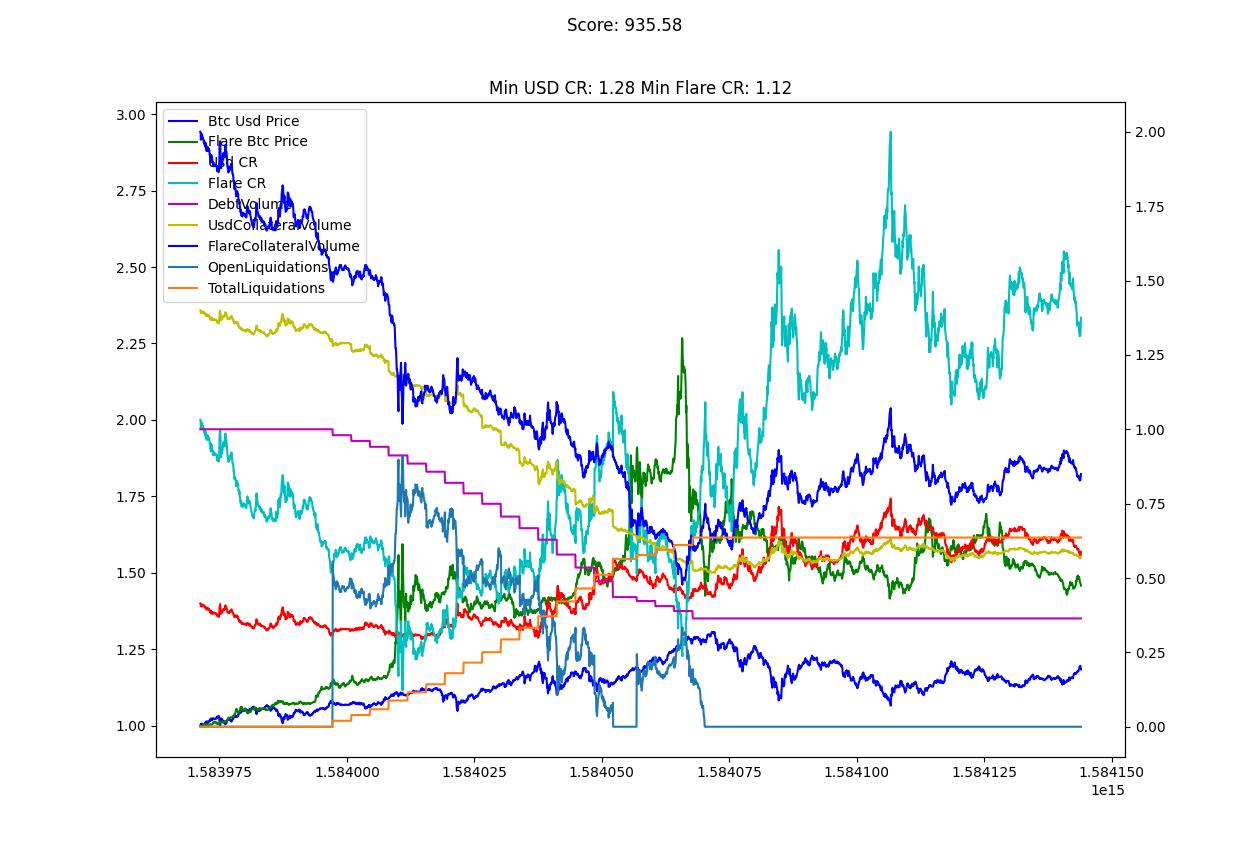 Score: 935.58
Min USD CR: 1.28 Min Flare CR: 1.12
Btc Usd Price
Flare Btc Price
Usd CR
Flare CR
DebtVolume
UsdCollateralVolume
FlareCollateralVolume
OpenLiquidations
TotalLiquidations
3.00
2.75
2.50
2.25
2.00
1.75
1.50
1.25
1.00
2.00
1.75
1.50
1.25
1.00
0.75
0.50
0.25
0.00
1.583975 1.584000 1.584025 1.584050 1.584075 1.584100 1.584125 1.584150
1e15